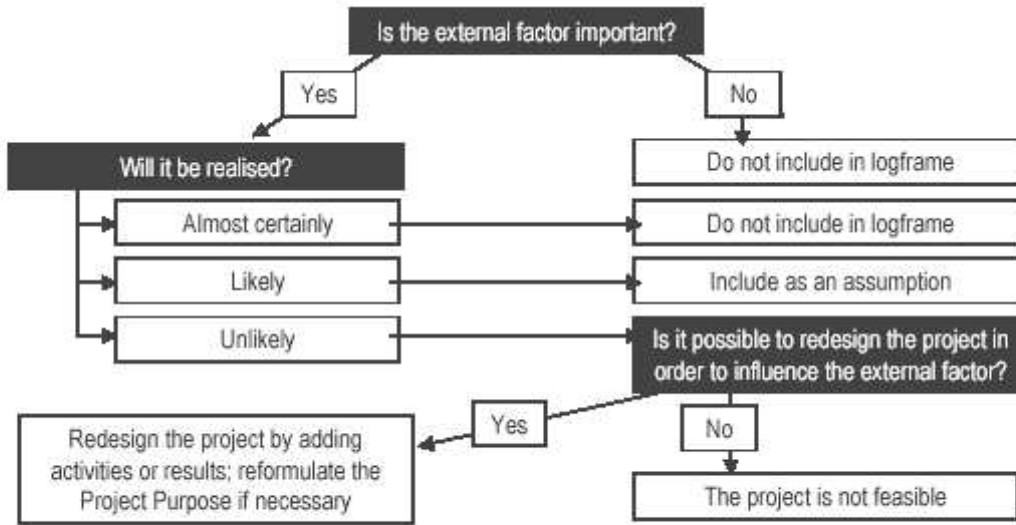 Is the external factor important?
Yes
No
Will it be realised?
Do not include in logframe
Almost certainly
Do not include in logframe
Likely
Include as an assumption
Unlikely
Is it possible to redesign the project in
order to influence the external factor?
Yes
No
Redesign the project by adding
activities or results; reformulate the
Project Purpose if necessary
The project is not feasible